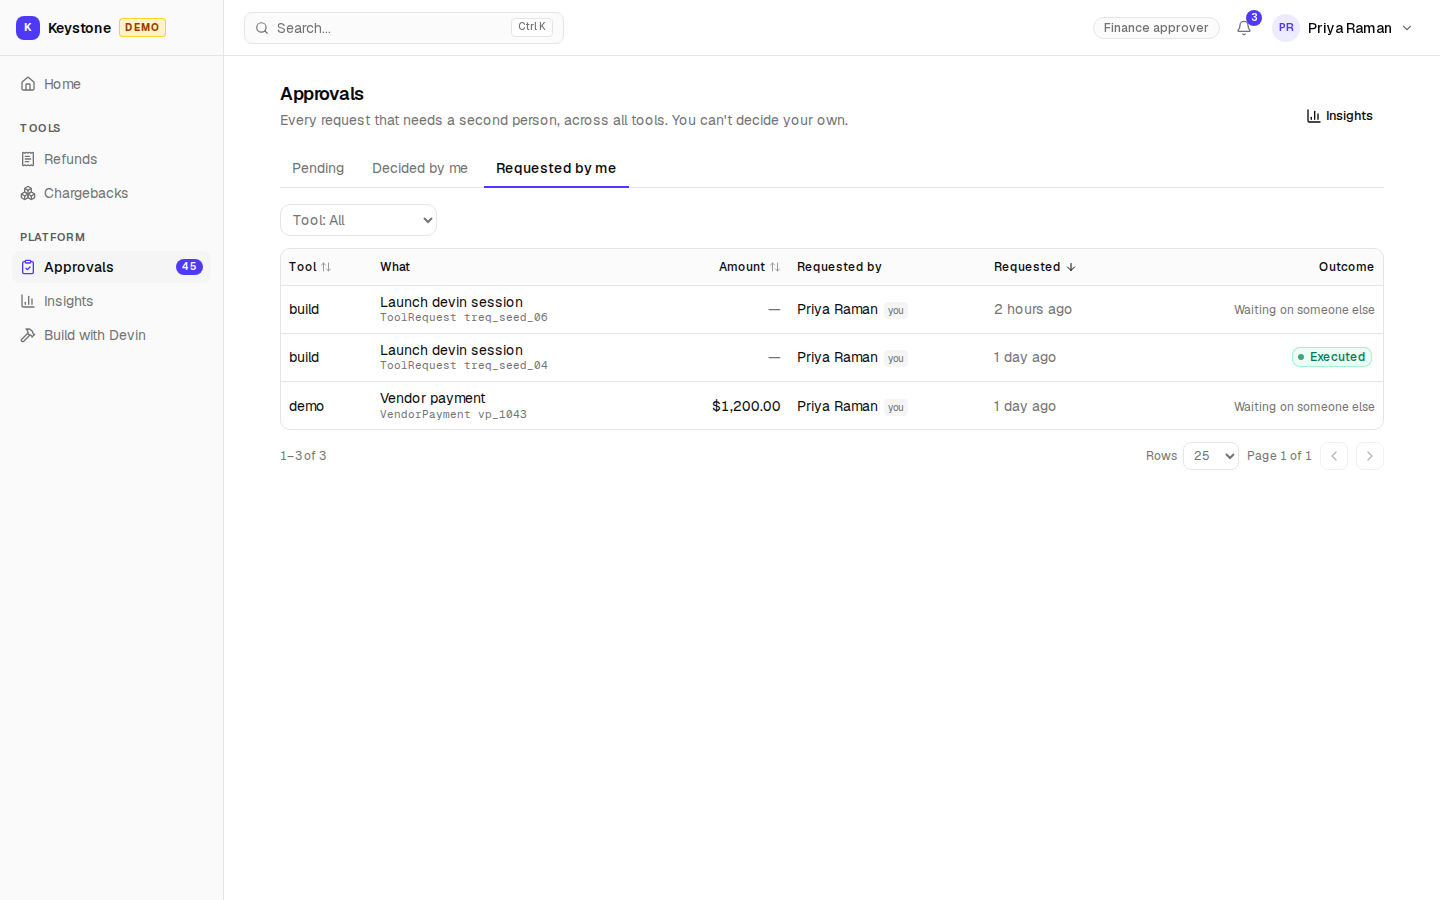 K Keystone DEMO
Search... Ctrl K
Finance approver 3 PR Priya Raman
Home
TOOLS
Refunds
Chargebacks
PLATFORM
Approvals 45
Insights
Build with Devin
Approvals
Every request that needs a second person, across all tools. You can't decide your own.
Insights
Pending Decided by me Requested by me
Tool: All
Tool What Amount Requested by Requested Outcome
build Launch devin session — Priya Raman you 2 hours ago Waiting on someone else
ToolRequest treq_seed_06
build Launch devin session — Priya Raman you 1 day ago Executed
ToolRequest treq_seed_04
demo Vendor payment $1,200.00 Priya Raman you 1 day ago Waiting on someone else
VendorPayment vp_1043
1–3 of 3 Rows 25 Page 1 of 1